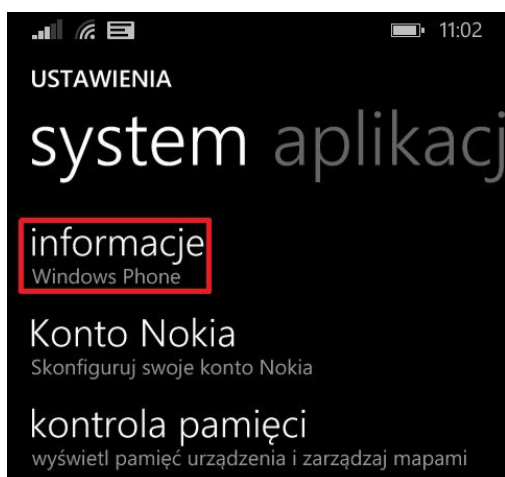 11:02
USTAWIENIA
system aplikacj
informacje
Windows Phone
Konto Nokia
Skonfiguruj swoje konto Nokia
kontrola pamięci
wyświetl pamięć urządzenia i zarządzaj mapami